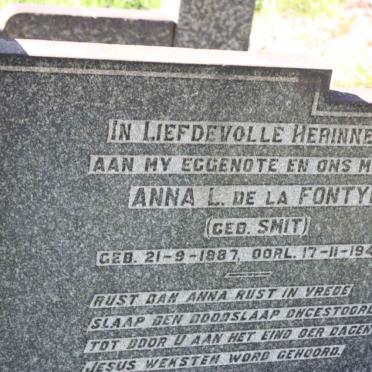 IN LIEFDEVOLLE HERINNE
AAN MY EGGENOTE EN ONS M
ANNA L. DE LA FONTY
(GEB. SMIT)
GEB. 21-9-1887, OORL. 17-11-194
RUST DAN ANNA RUST IN VREDE
SLAAP DEN DOODSLAAP ONGESTOORD
TOT DOOR U AAN HET EIND DER DAGEN
JESUS WEKSTEM WORD GEHOORD.